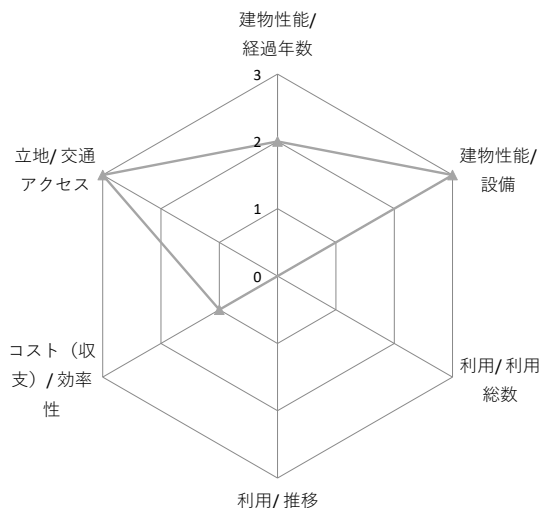 建物性能/
経過年数
3
立地/ 交通
アクセス
2
建物性能/
設備
1
0
コスト（収
支）/ 効率
性
利用/ 利用
総数
利用/ 推移